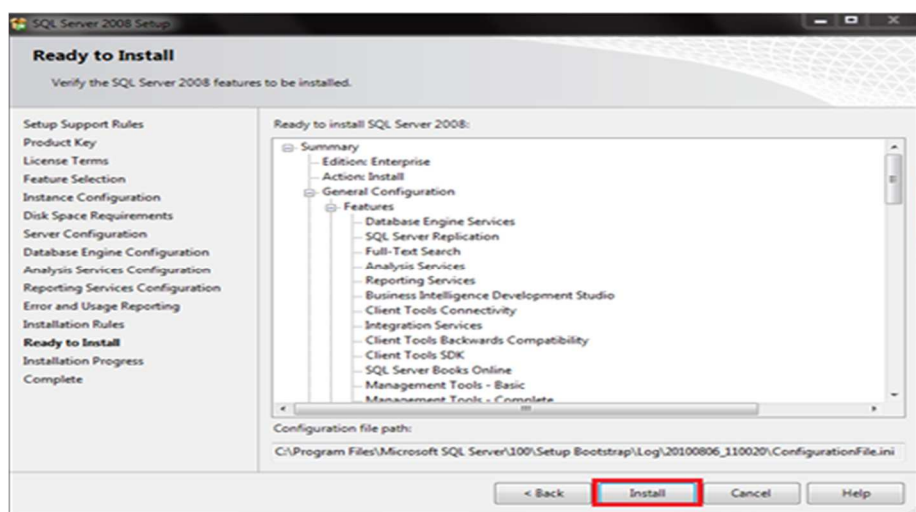 SQL Server 2008 Setup
Ready to Install
Verify the SQL Server 2008 features to be installed.
Setup Support Rules
Product Key
License Terms
Feature Selection
Instance Configuration
Disk Space Requirements
Server Configuration
Database Engine Configuration
Analysis Services Configuration
Reporting Services Configuration
Error and Usage Reporting
Installation Rules
Ready to Install
Installation Progress
Complete
Ready to install SQL Server 2008:
Summary
Edition: Enterprise
Action: Install
General Configuration
Features
Database Engine Services
SQL Server Replication
Full-Text Search
Analysis Services
Reporting Services
Business Intelligence Development Studio
Client Tools Connectivity
Integration Services
Client Tools Backwards Compatibility
Client Tools SDK
SQL Server Books Online
Management Tools - Basic
Management Tools - Complete
Configuration file path:
C:\Program Files\Microsoft SQL Server\100\Setup Bootstrap\Log\20100806_110020\ConfigurationFile.ini
< Back Install Cancel Help